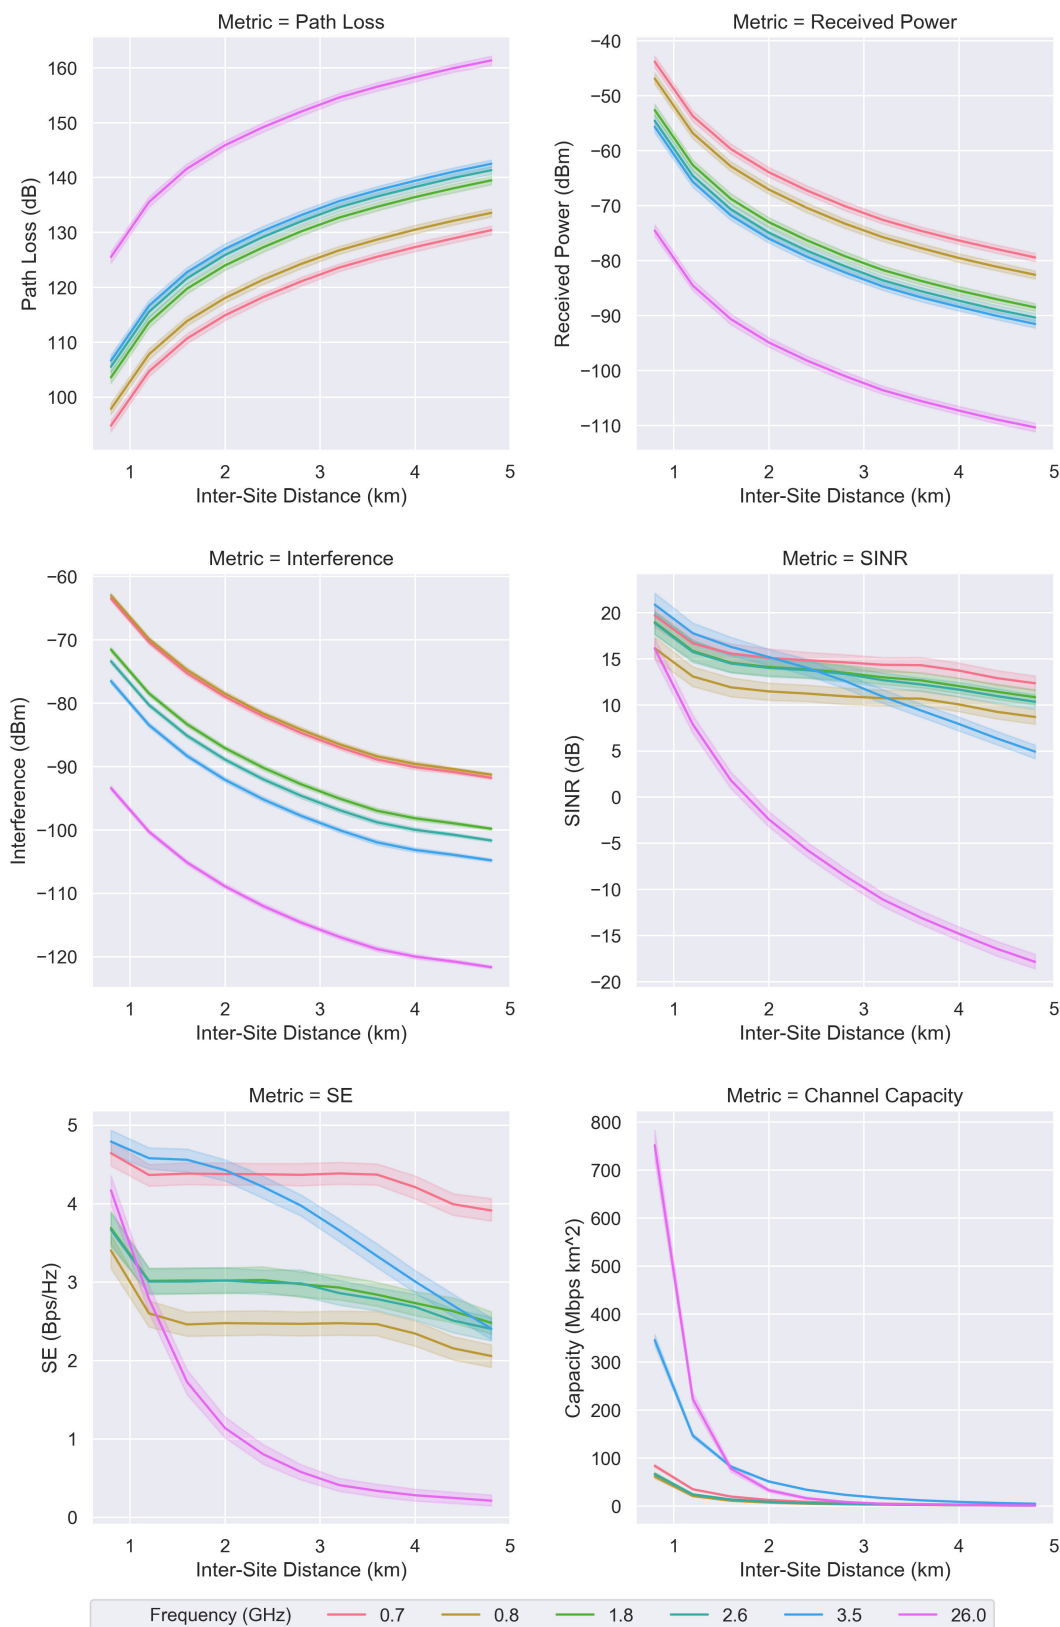 Metric = Path Loss
160
150
140
130
120
110
100
Path Loss (dB)
1 2 3 4 5
Inter-Site Distance (km)
Metric = Received Power
−40
−50
−60
−70
−80
−90
−100
−110
Received Power (dBm)
1 2 3 4 5
Inter-Site Distance (km)
Metric = Interference
−60
−70
−80
−90
−100
−110
−120
Interference (dBm)
1 2 3 4 5
Inter-Site Distance (km)
Metric = SINR
20
15
10
5
0
−5
−10
−15
−20
SINR (dB)
1 2 3 4 5
Inter-Site Distance (km)
Metric = SE
5
4
3
2
1
0
SE (Bps/Hz)
1 2 3 4 5
Inter-Site Distance (km)
Metric = Channel Capacity
800
700
600
500
400
300
200
100
0
Capacity (Mbps km^2)
1 2 3 4 5
Inter-Site Distance (km)
Frequency (GHz) 0.7 0.8 1.8 2.6 3.5 26.0